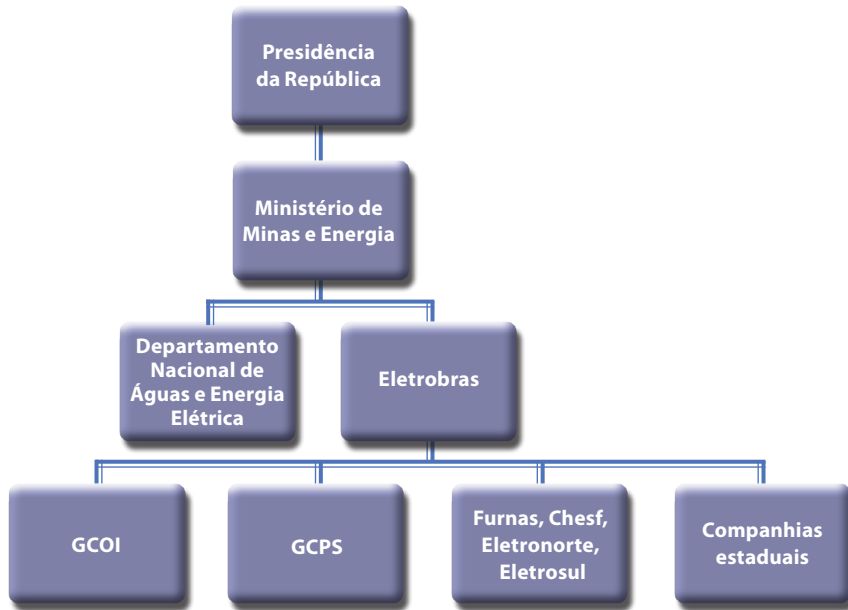 Presidência
da República
Ministério de
Minas e Energia
Departamento
Nacional de
Águas e Energia
Elétrica
Eletrobras
GCOI
GCPS
Furnas, Chesf,
Eletronorte,
Eletrosul
Companhias
estaduais